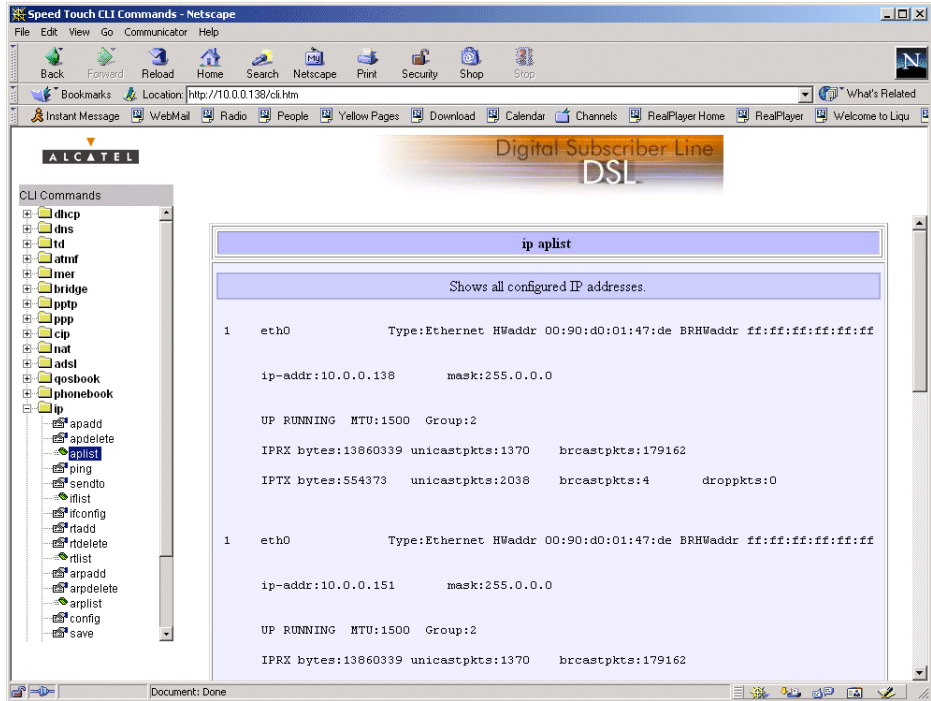 Speed Touch CLI Commands - Netscape
File Edit View Go Communicator Help
Back Forward Reload Home Search Netscape Print Security Shop Stop
My
N
Bookmarks Location: http://10.0.0.138/cli.htm What's Related
Instant Message WebMail Radio People Yellow Pages Download Calendar Channels RealPlayer Home RealPlayer Welcome to Liqu
ALCATEL
Digital Subscriber Line
DSL
CLI Commands
dhcp
dns
td
atmf
mer
bridge
pptp
ppp
cip
nat
adsl
qosbook
phonebook
ip
apadd
apdelete
aplist
ping
sendto
iflist
ifconfig
rtadd
rtdelete
rtlist
arpadd
arpdelete
arplist
config
save
ip aplist
Shows all configured IP addresses.
1 eth0 Type:Ethernet HWaddr 00:90:d0:01:47:de BRHWaddr ff:ff:ff:ff:ff:ff
ip-addr:10.0.0.138 mask:255.0.0.0
UP RUNNING MTU:1500 Group:2
IPRX bytes:13860339 unicastpkts:1370 brcastpkts:179162
IPTX bytes:554373 unicastpkts:2038 brcastpkts:4 droppkts:0
1 eth0 Type:Ethernet HWaddr 00:90:d0:01:47:de BRHWaddr ff:ff:ff:ff:ff:ff
ip-addr:10.0.0.151 mask:255.0.0.0
UP RUNNING MTU:1500 Group:2
IPRX bytes:13860339 unicastpkts:1370 brcastpkts:179162
Document: Done